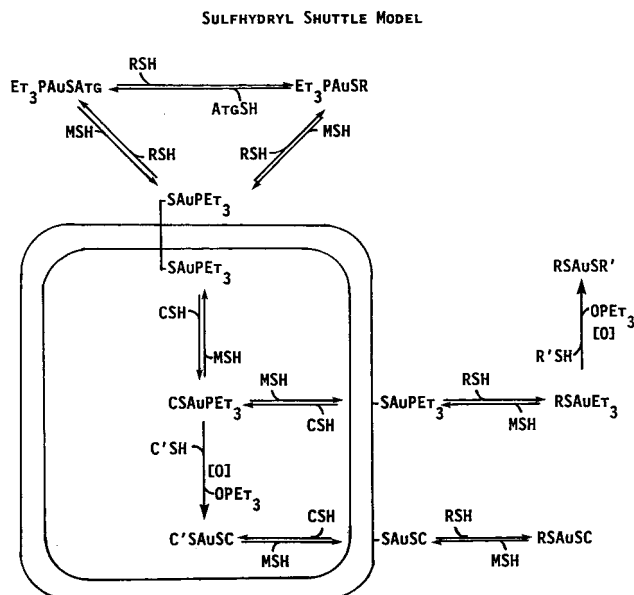 SULFHYDRYL SHUTTLE MODEL
RSH
ET3PAuSATG
ET3PAuSR
ATGSH
MSH
RSH
RSH
MSH
SAuPET3
SAuPET3
RSAuSR'
CSH
OPET3
[O]
MSH
R'SH
MSH
RSH
CSAuPET3
SAuPET3
RSAuET3
CSH
MSH
C'SH
[O]
OPET3
CSH
RSH
C'SAuSC
SAuSC
RSAuSC
MSH
MSH